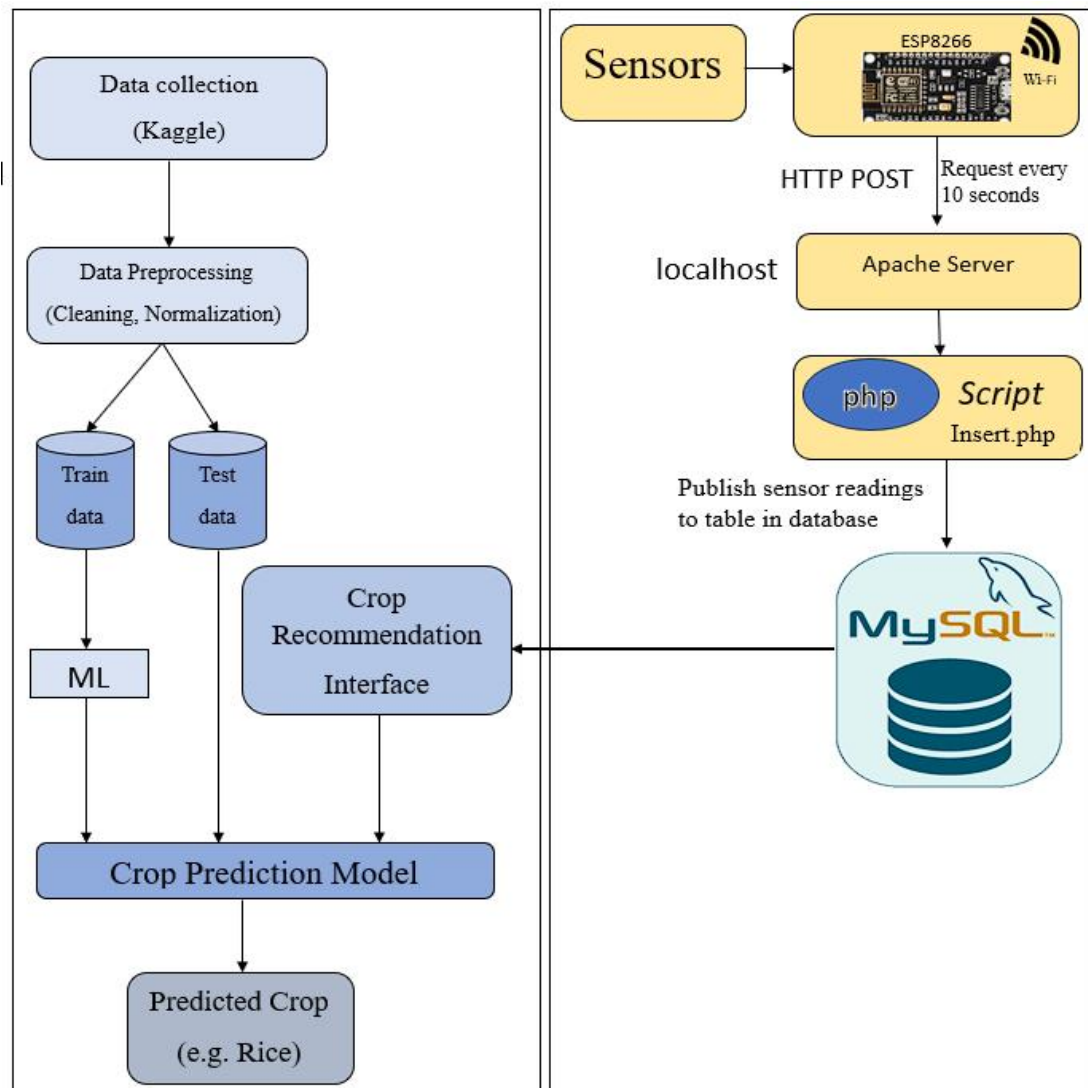 Data collection
(Kaggle)
Data Preprocessing
(Cleaning, Normalization)
Train
data
Test
data
ML
Crop
Recommendation
Interface
Crop Prediction Model
Predicted Crop
(e.g. Rice)
Sensors
ESP8266
Wi-Fi
HTTP POST
Request every
10 seconds
localhost
Apache Server
php
Script
Insert.php
Publish sensor readings
to table in database
MySQL